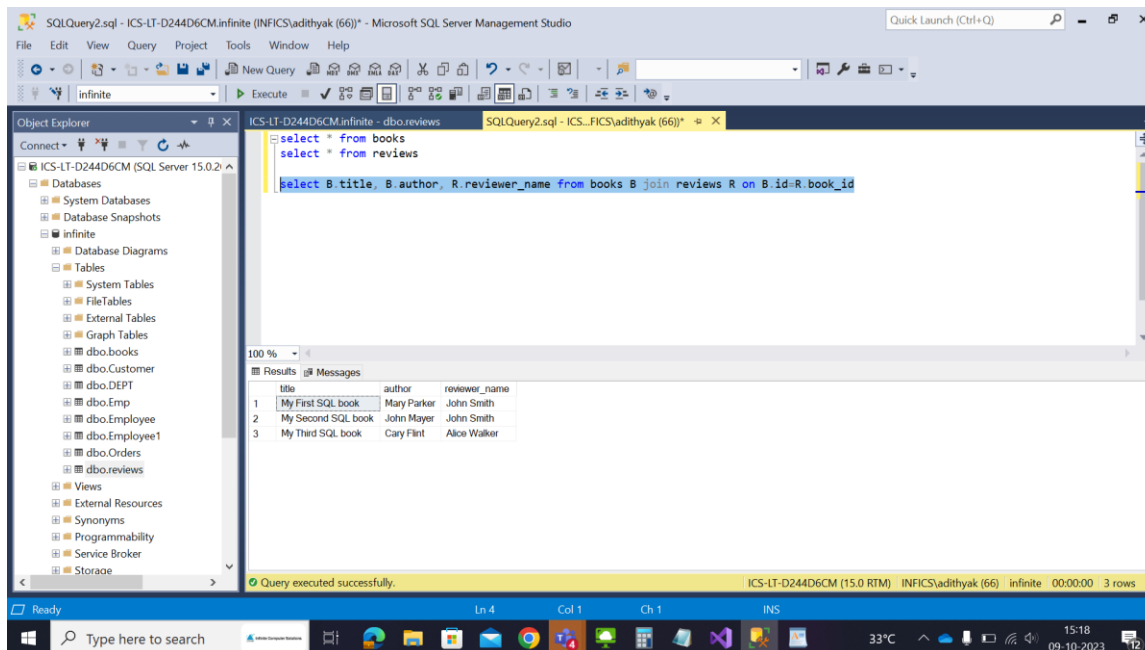 SQLQuery2.sql - ICS-LT-D244D6CM.infinite (INFICS\adithyak (66))* - Microsoft SQL Server Management Studio
Quick Launch (Ctrl+Q)
File Edit View Query Project Tools Window Help
New Query
infinite Execute
Object Explorer
Connect
ICS-LT-D244D6CM (SQL Server 15.0.20
Databases
System Databases
Database Snapshots
infinite
Database Diagrams
Tables
System Tables
FileTables
External Tables
Graph Tables
dbo.books
dbo.Customer
dbo.DEPT
dbo.Emp
dbo.Employee
dbo.Employee1
dbo.Orders
dbo.reviews
Views
External Resources
Synonyms
Programmability
Service Broker
Storage
ICS-LT-D244D6CM.infinite - dbo.reviews SQLQuery2.sql - ICS...FICS\adithyak (66))*
select * from books
select * from reviews
select B.title, B.author, R.reviewer_name from books B join reviews R on B.id=R.book_id
100 %
Results Messages
title author reviewer_name
1 My First SQL book Mary Parker John Smith
2 My Second SQL book John Mayer John Smith
3 My Third SQL book Cary Flint Alice Walker
Query executed successfully. ICS-LT-D244D6CM (15.0 RTM) INFICS\adithyak (66) infinite 00:00:00 3 rows
Ready Ln 4 Col 1 Ch 1 INS
Type here to search 33°C 15:18
09-10-2023